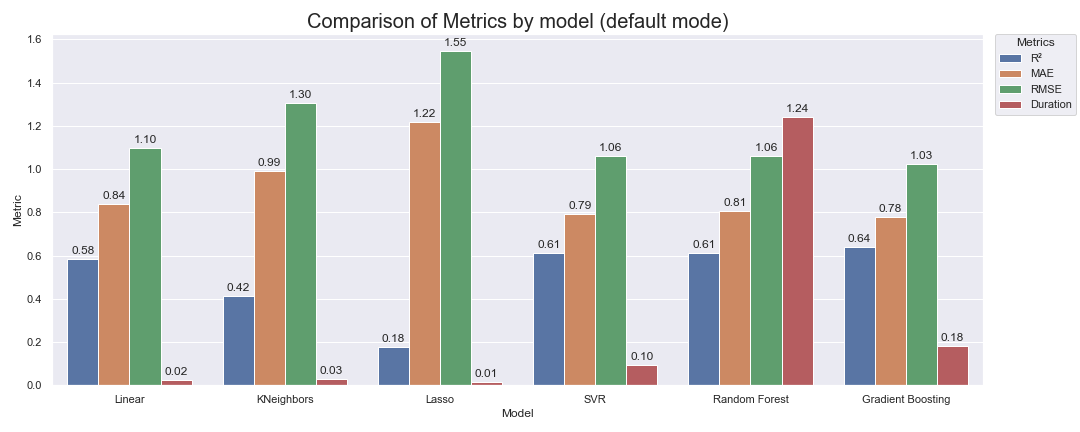 Comparison of Metrics by model (default mode)
Metrics
R²
MAE
RMSE
Duration
Metric
1.6
1.4
1.2
1.0
0.8
0.6
0.4
0.2
0.0
0.58
0.84
1.10
0.02
0.42
0.99
1.30
0.03
0.18
1.22
1.55
0.01
0.61
0.79
1.06
0.10
0.61
0.81
1.06
1.24
0.64
0.78
1.03
0.18
Linear
KNeighbors
Lasso
SVR
Random Forest
Gradient Boosting
Model